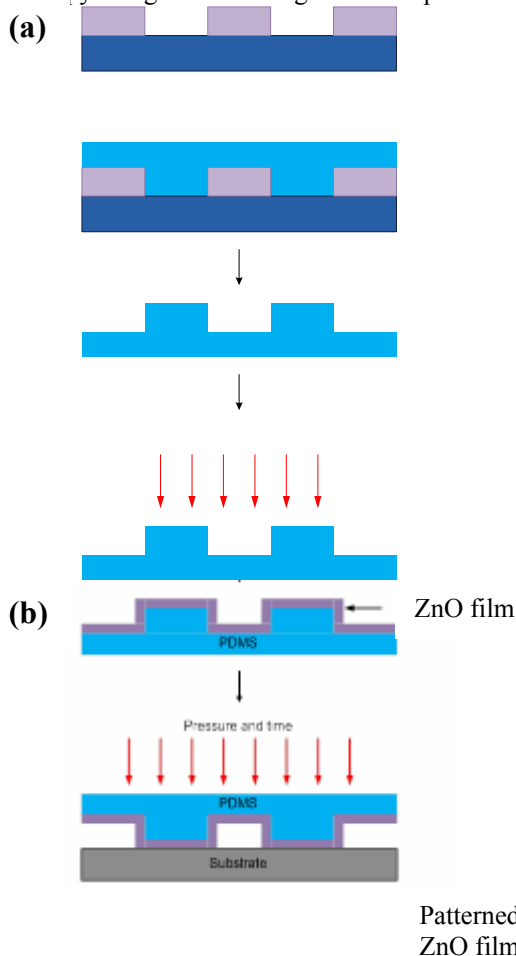 (a)
(b)
ZnO film
PDMS
Pressure and time
PDMS
Substrate
Patterned
ZnO film